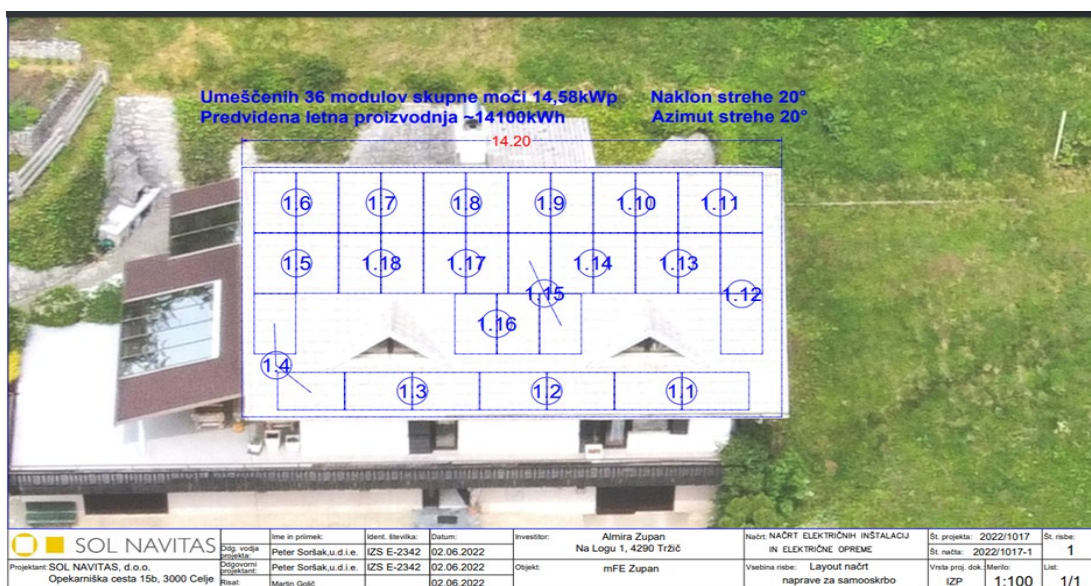 Umeščenih 36 modulov skupne moči 14,58kWp Naklon strehe 20°
Predvidena letna proizvodnja ~14100kWh Azimut strehe 20°
14.20
1.6 1.7 1.8 1.9 1.10 1.11
1.5 1.18 1.17 1.14 1.13
1.15 1.12
1.16
1.4
1.3 1.2 1.1
SOL NAVITAS
Projektant: SOL NAVITAS, d.o.o.
Opekarniška cesta 15b, 3000 Celje
Ime in priimek: Ident. številka: Datum:
Odg. vodja projekta: Peter Soršak,u.d.i.e. IZS E-2342 02.06.2022
Odgovorni projektant: Peter Soršak,u.d.i.e. IZS E-2342 02.06.2022
Risal: Martin Golič 02.06.2022
Investitor: Almira Zupan
Na Logu 1, 4290 Tržič
Objekt: mFE Zupan
Načrt: NAČRT ELEKTRIČNIH INŠTALACIJ
IN ELEKTRIČNE OPREME
Vsebina risbe: Layout načrt
naprave za samooskrbo
Št. projekta: 2022/1017
Št. načta: 2022/1017-1
Vrsta proj. dok.: IZP
Merilo: 1:100
Št. risbe: 1
List: 1/1